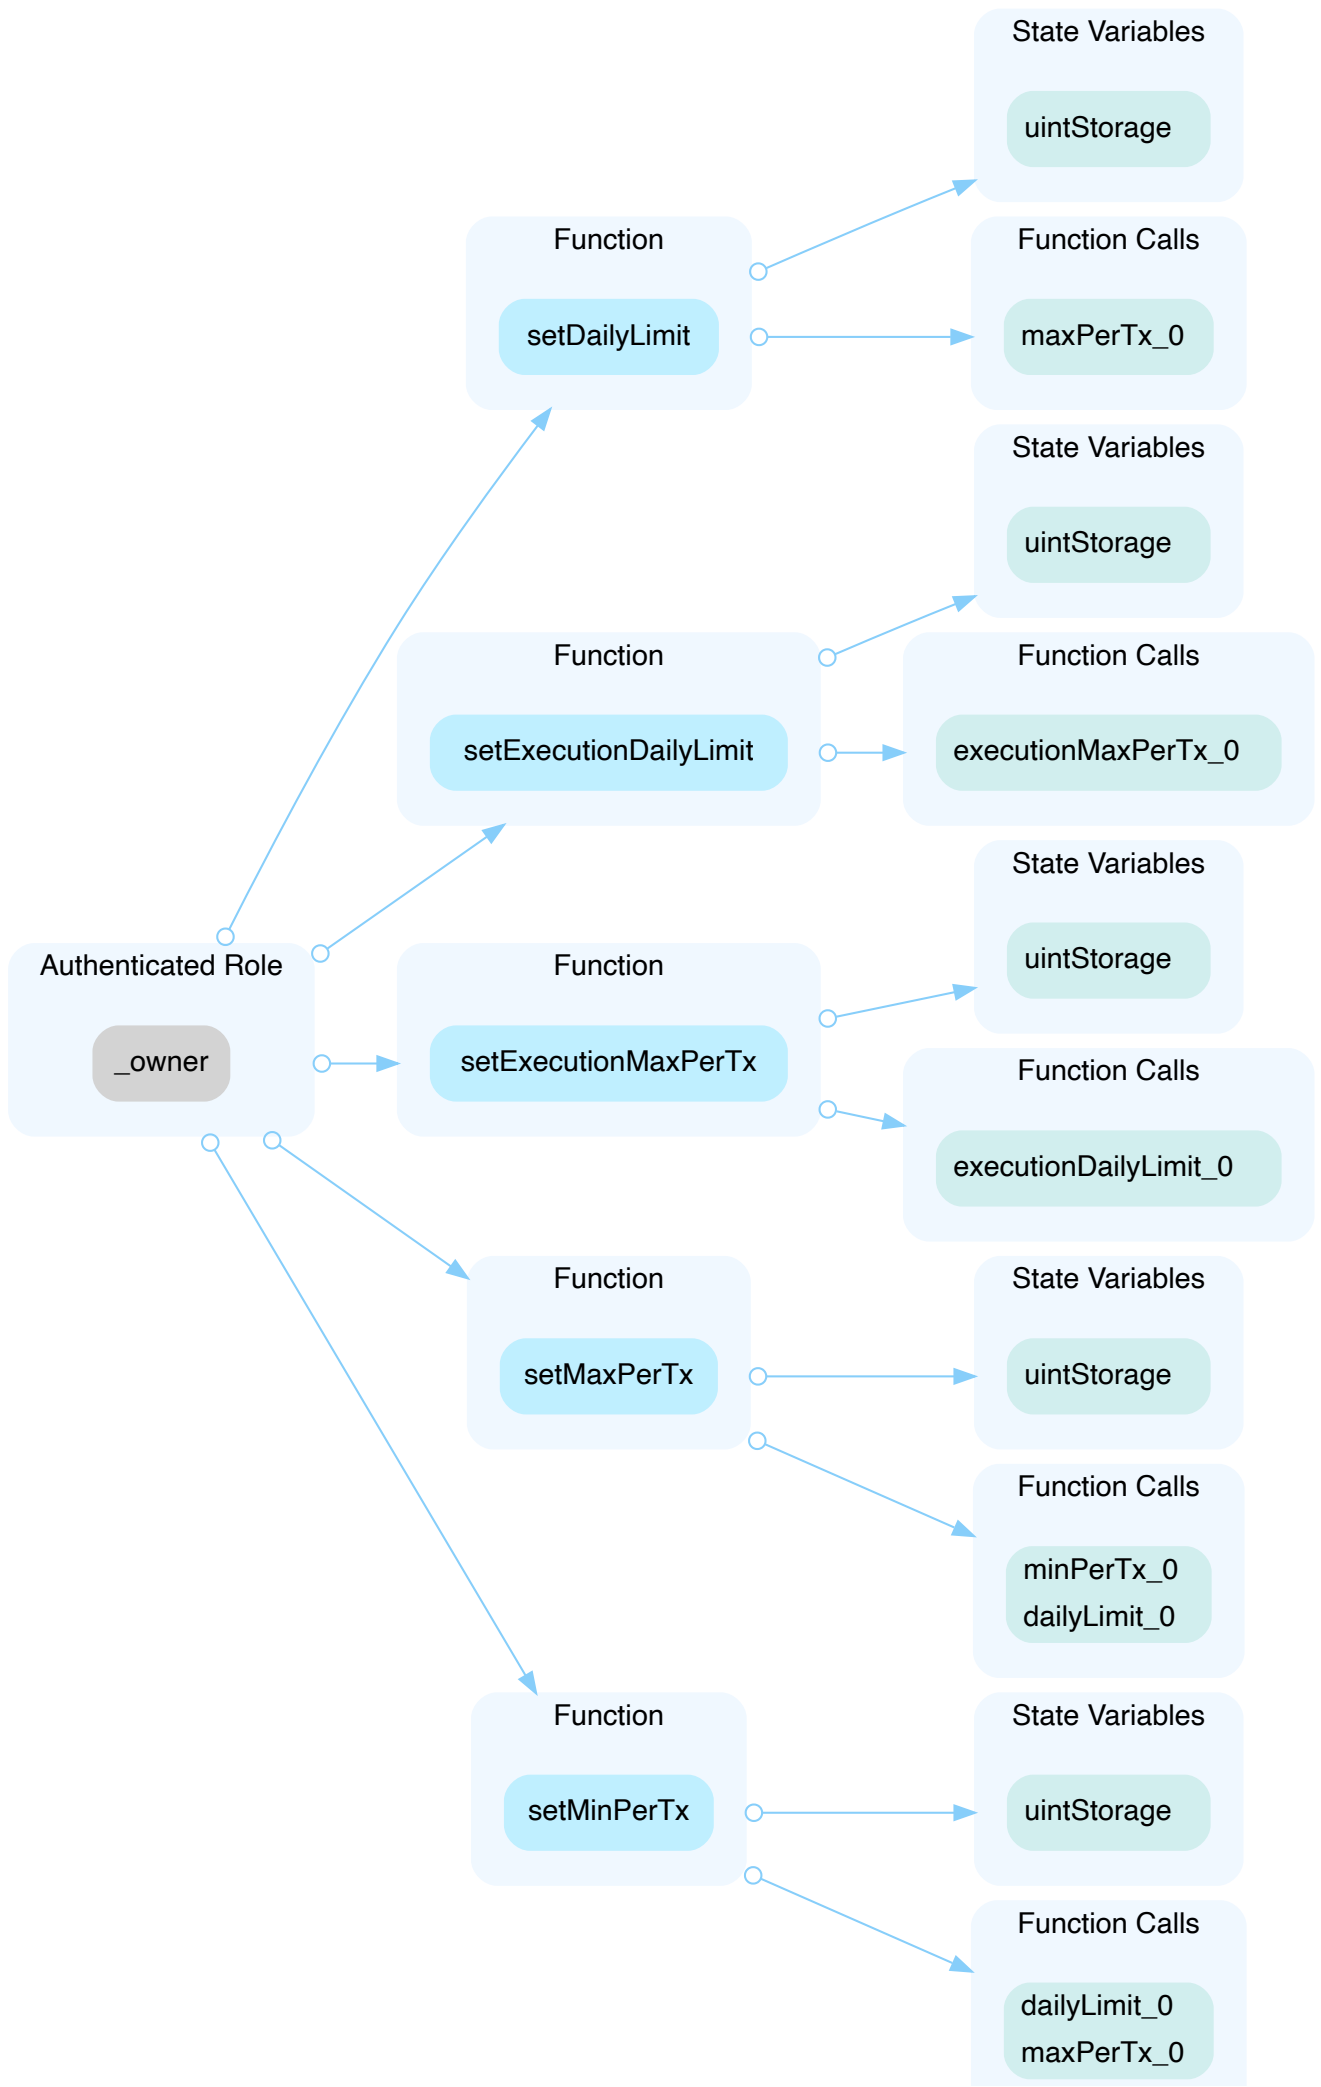 State Variables
uintStorage
Function
setDailyLimit
Function Calls
maxPerTx_0
State Variables
uintStorage
Function
setExecutionDailyLimit
Function Calls
executionMaxPerTx_0
Authenticated Role
_owner
Function
setExecutionMaxPerTx
State Variables
uintStorage
Function Calls
executionDailyLimit_0
Function
setMaxPerTx
State Variables
uintStorage
Function Calls
minPerTx_0
dailyLimit_0
Function
setMinPerTx
State Variables
uintStorage
Function Calls
dailyLimit_0
maxPerTx_0